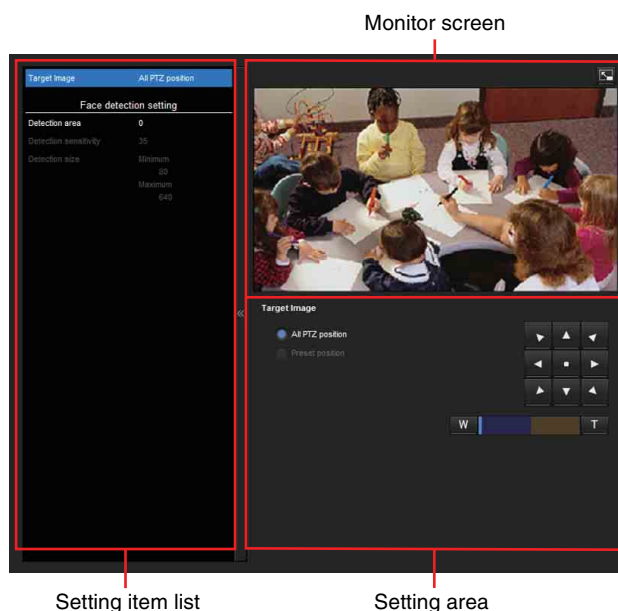 Monitor screen
Target Image All PTZ position
Face detection setting
Detection area 0
Detection sensitivity 35
Detection size Minimum
80
Maximum
640
«
Target Image
All PTZ position
Preset position
W T
Setting item list Setting area